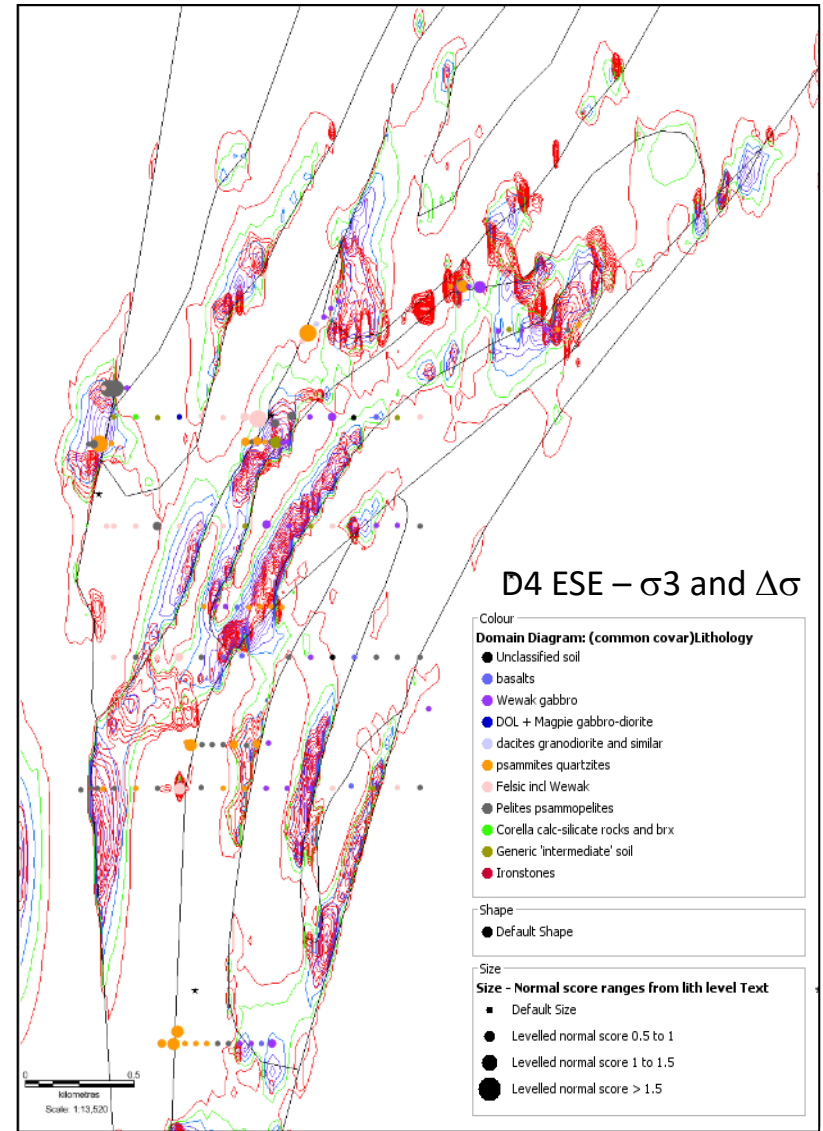 D4 ESE – σ3 and Δσ
Colour
Domain Diagram: (common covar)Lithology
Unclassified soil
basalts
Wewak gabbro
DOL + Magpie gabbro-diorite
dacites granodiorite and similar
psammites quartzites
Felsic incl Wewak
Pelites psammopelites
Corella calc-silicate rocks and brx
Generic 'intermediate' soil
Ironstones
Shape
Default Shape
Size
Size - Normal score ranges from lith level Text
Default Size
Levelled normal score 0.5 to 1
Levelled normal score 1 to 1.5
Levelled normal score > 1.5
0 0.5
kilometres
Scale: 1:13,520